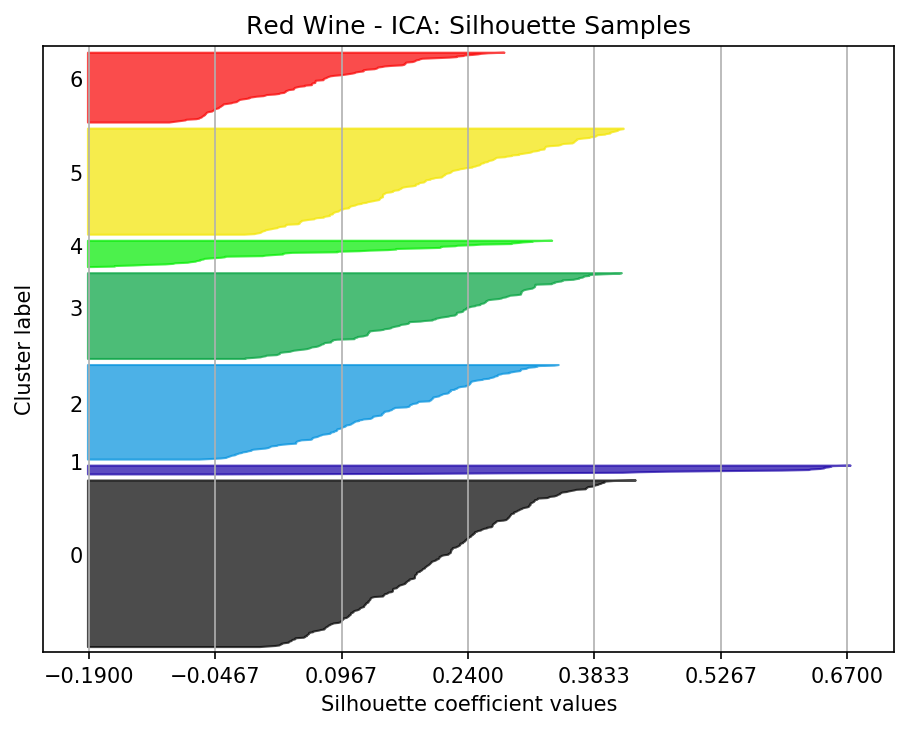 Red Wine - ICA: Silhouette Samples
6
5
4
3
2
1
0
Cluster label
−0.1900 −0.0467 0.0967 0.2400 0.3833 0.5267 0.6700
Silhouette coefficient values